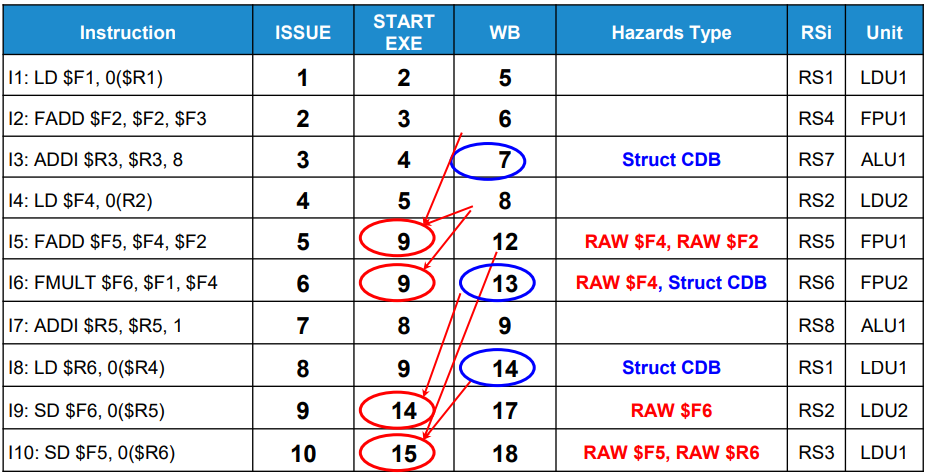 Instruction ISSUE START EXE WB Hazards Type RSi Unit
I1: LD $F1, 0($R1) 1 2 5 RS1 LDU1
I2: FADD $F2, $F2, $F3 2 3 6 RS4 FPU1
I3: ADDI $R3, $R3, 8 3 4 7 Struct CDB RS7 ALU1
I4: LD $F4, 0(R2) 4 5 8 RS2 LDU2
I5: FADD $F5, $F4, $F2 5 9 12 RAW $F4, RAW $F2 RS5 FPU1
I6: FMULT $F6, $F1, $F4 6 9 13 RAW $F4, Struct CDB RS6 FPU2
I7: ADDI $R5, $R5, 1 7 8 9 RS8 ALU1
I8: LD $R6, 0($R4) 8 9 14 Struct CDB RS1 LDU1
I9: SD $F6, 0($R5) 9 14 17 RAW $F6 RS2 LDU2
I10: SD $F5, 0($R6) 10 15 18 RAW $F5, RAW $R6 RS3 LDU1